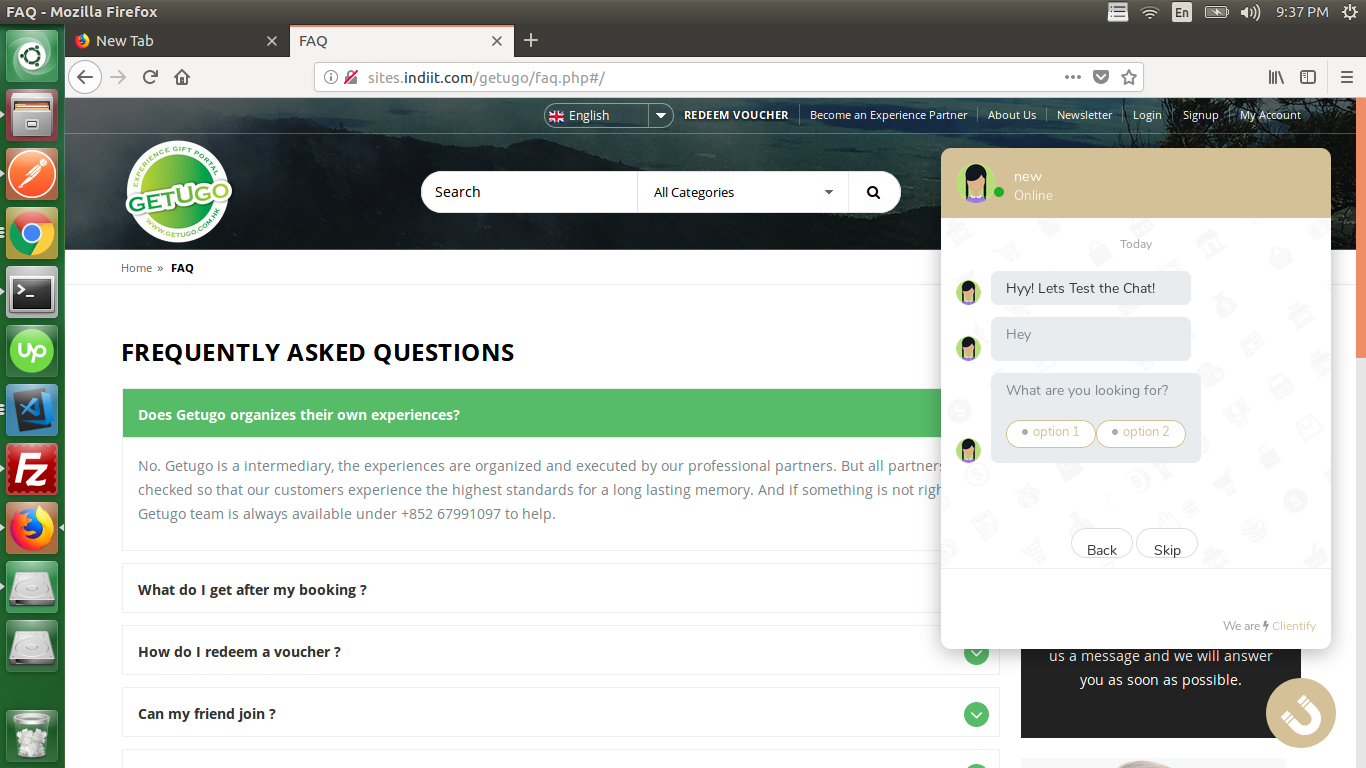 FAQ - Mozilla Firefox
En
9:37 PM
New Tab
FAQ
sites.indiit.com/getugo/faq.php#/
English
REDEEM VOUCHER
Become an Experience Partner
About Us
Newsletter
Login
Signup
My Account
EXPERIENCE GIFT PORTAL
GETUGO
WWW.GETUGO.COM.HK
Search
All Categories
Home » FAQ
FREQUENTLY ASKED QUESTIONS
Does Getugo organizes their own experiences?
No. Getugo is a intermediary, the experiences are organized and executed by our professional partners. But all partners
checked so that our customers experience the highest standards for a long lasting memory. And if something is not righ
Getugo team is always available under +852 67991097 to help.
What do I get after my booking ?
How do I redeem a voucher ?
Can my friend join ?
new
Online
Today
Hyy! Lets Test the Chat!
Hey
What are you looking for?
option 1
option 2
Back
Skip
We are Clientify
us a message and we will answer
you as soon as possible.
Up
Fz